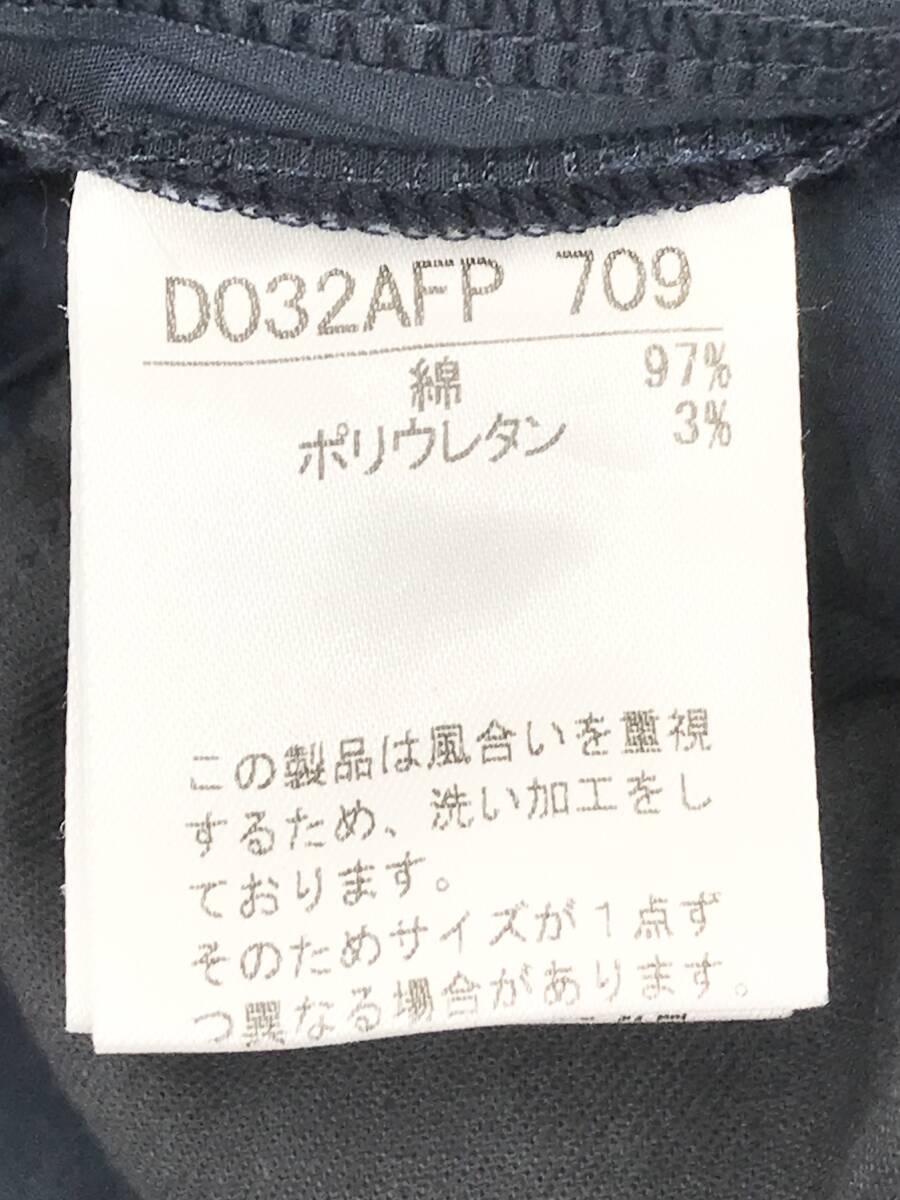 D032AFP 709
綿 97%
ポリウレタン 3%
この製品は風合いを重視
するため、洗い加工をし
ております。
そのためサイズが1点ず
つ異なる場合があります。